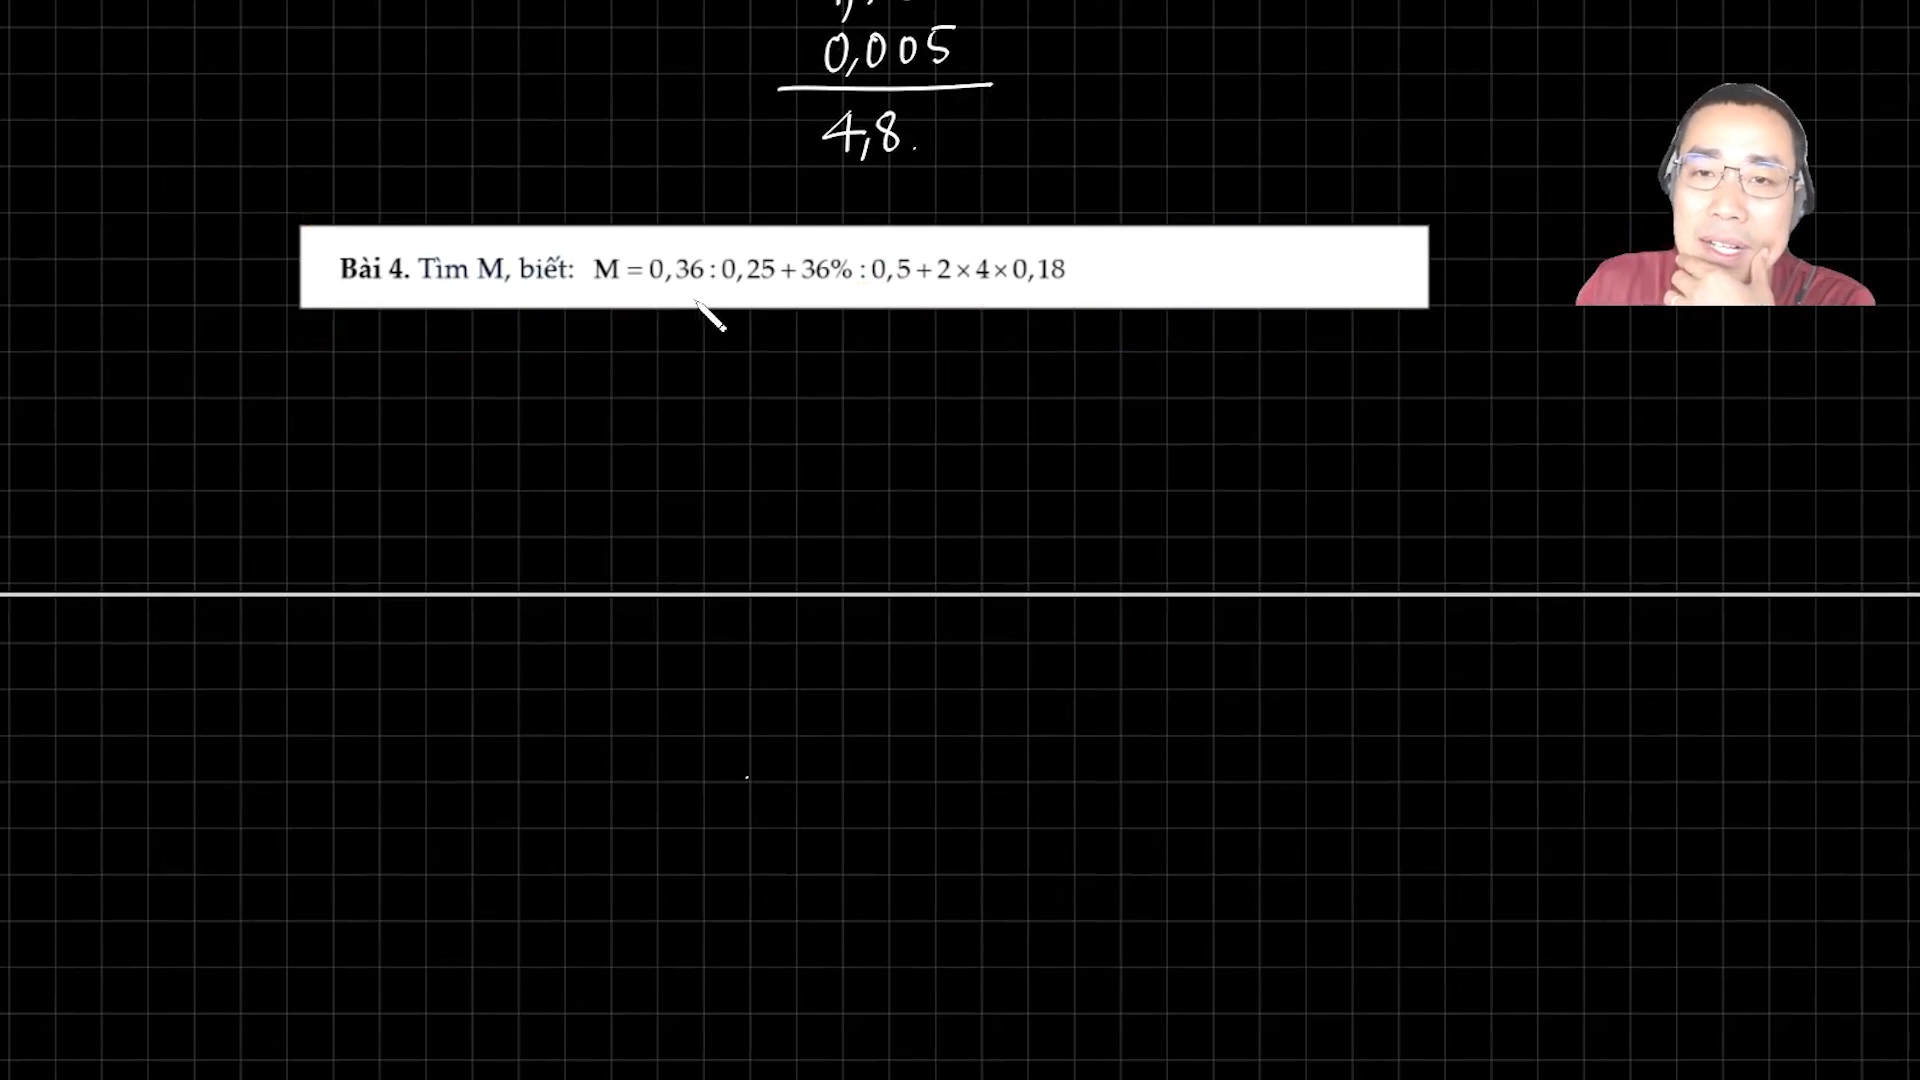 0,005
4,8.
Bài 4. Tìm M, biết: M = 0,36 : 0,25 + 36% : 0,5 + 2 × 4 × 0,18